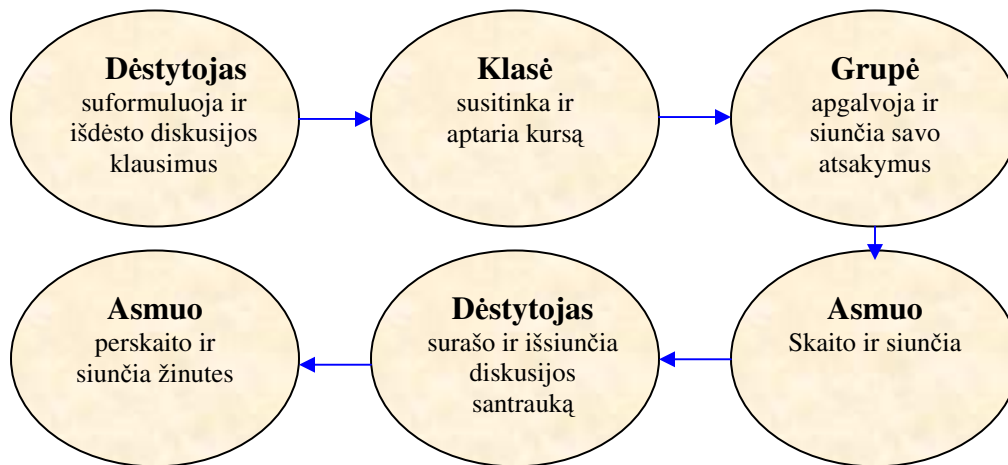 Dėstytojas
suformuluoja ir
išdėsto diskusijos
klausimus
Klasė
susitinka ir
aptaria kursą
Grupė
apgalvoja ir
siunčia savo
atsakymus
Asmuo
Skaito ir siunčia
Dėstytojas
surašo ir išsiunčia
diskusijos
santrauką
Asmuo
perskaito ir
siunčia žinutes